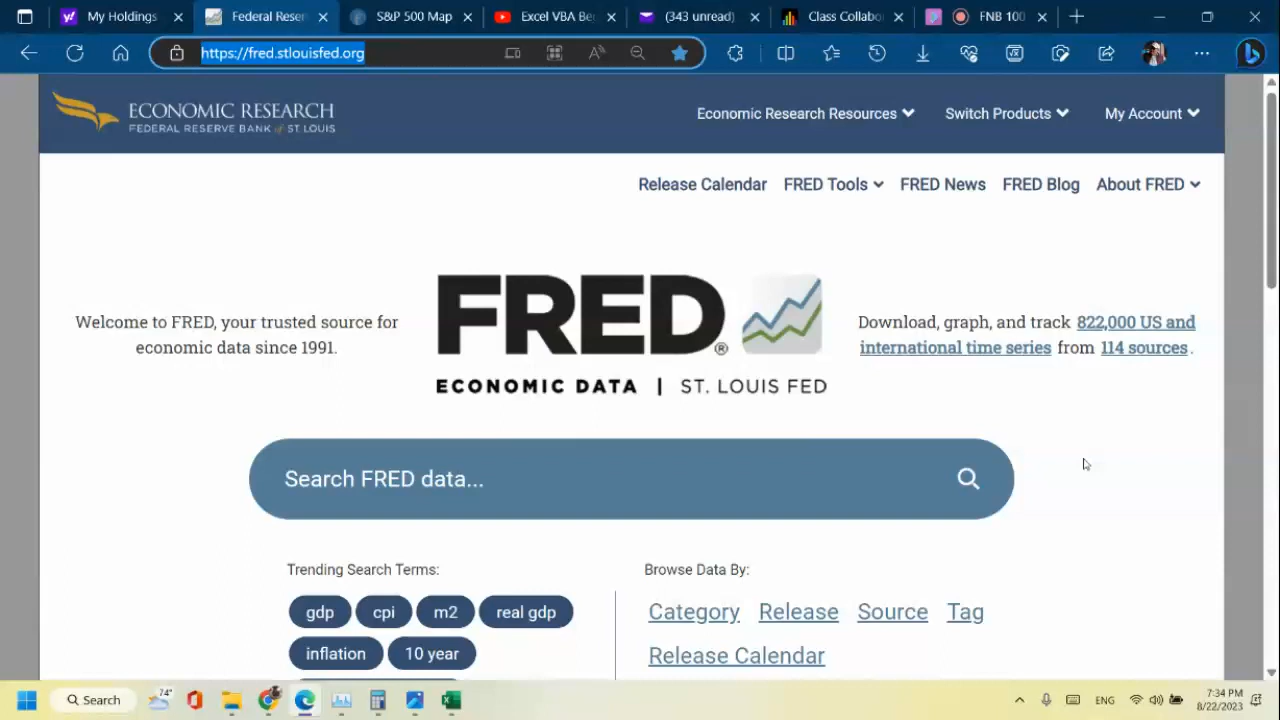 My Holdings
Federal Reser
S&P 500 Map
Excel VBA Be
(343 unread)
Class Collabo
FNB 100
https://fred.stlouisfed.org
ECONOMIC RESEARCH
FEDERAL RESERVE BANK of ST. LOUIS
Economic Research Resources
Switch Products
My Account
Release Calendar
FRED Tools
FRED News
FRED Blog
About FRED
Welcome to FRED, your trusted source for
economic data since 1991.
FRED®
ECONOMIC DATA | ST. LOUIS FED
Download, graph, and track 822,000 US and
international time series from 114 sources.
Search FRED data...
Trending Search Terms:
gdp
cpi
m2
real gdp
inflation
10 year
Browse Data By:
Category
Release
Source
Tag
Release Calendar
Search
74°
ENG
7:34 PM
8/22/2023